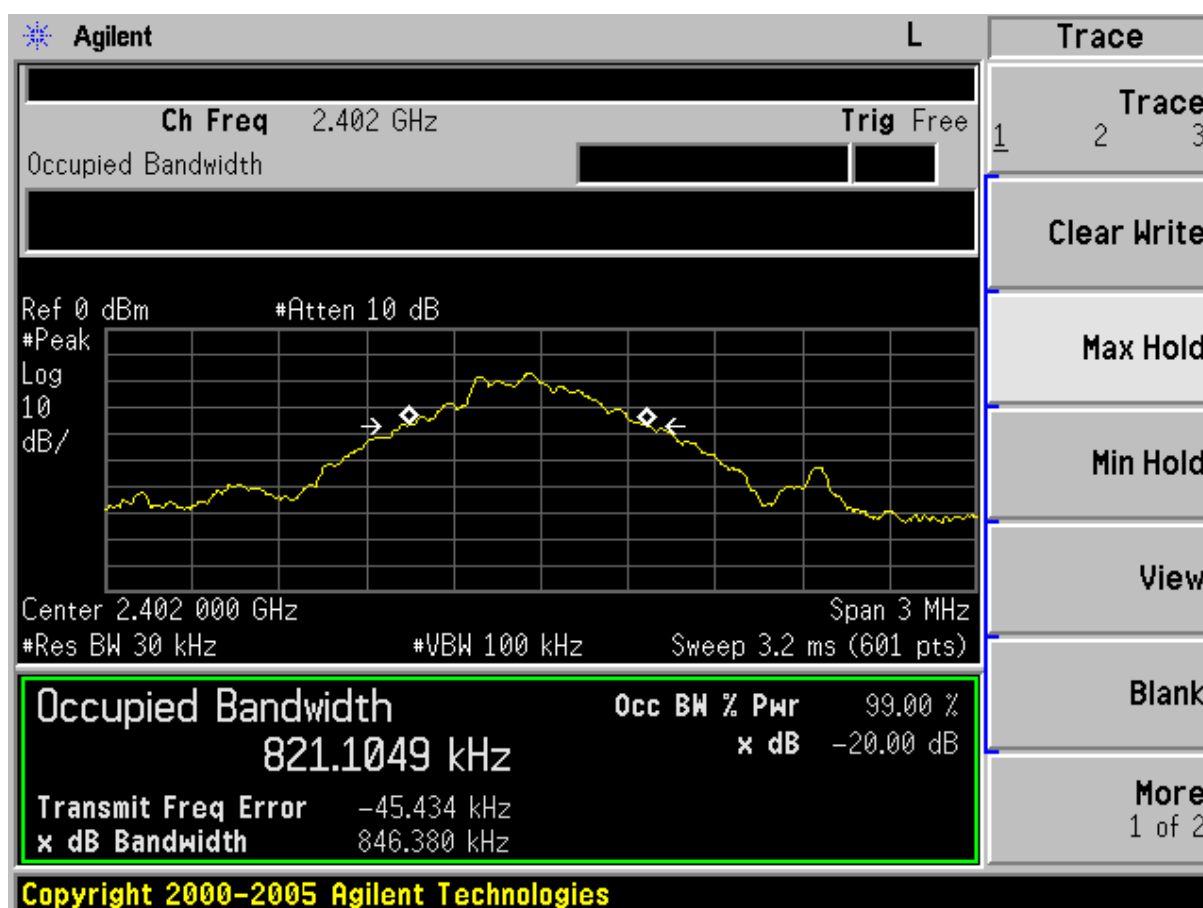 Agilent L Trace
Ch Freq 2.402 GHz Trig Free
Occupied Bandwidth
Trace
1 2 3
Clear Write
Max Hold
Min Hold
View
Blank
More
1 of 2
Ref 0 dBm #Atten 10 dB
#Peak
Log
10
dB/
Center 2.402 000 GHz Span 3 MHz
#Res BW 30 kHz #VBW 100 kHz Sweep 3.2 ms (601 pts)
Occupied Bandwidth Occ BW % Pwr 99.00 %
821.1049 kHz x dB -20.00 dB
Transmit Freq Error -45.434 kHz
x dB Bandwidth 846.380 kHz
Copyright 2000-2005 Agilent Technologies